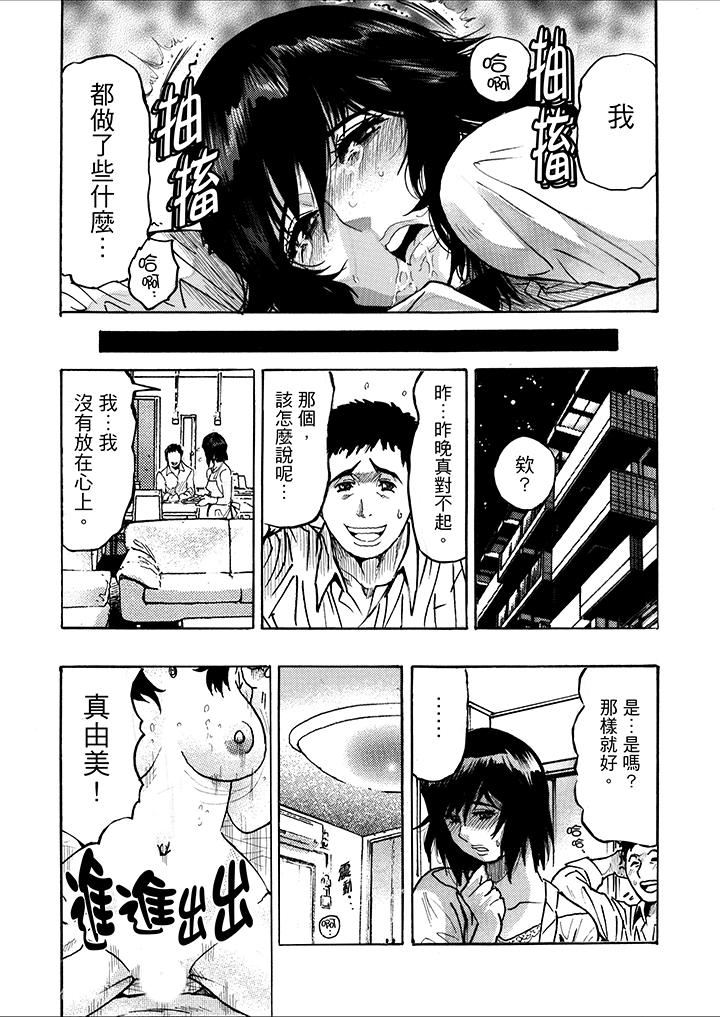 我
哈啊
抽
搐
抽
搐
都做了些什麼…
哈啊…
欸？
昨…昨晚真對不起。
那個，
該怎麼說呢…
我…我
沒有放在心上。
是…是嗎？
那樣就好。
哈哈
……
震動
啊…
真由美！
進進出出